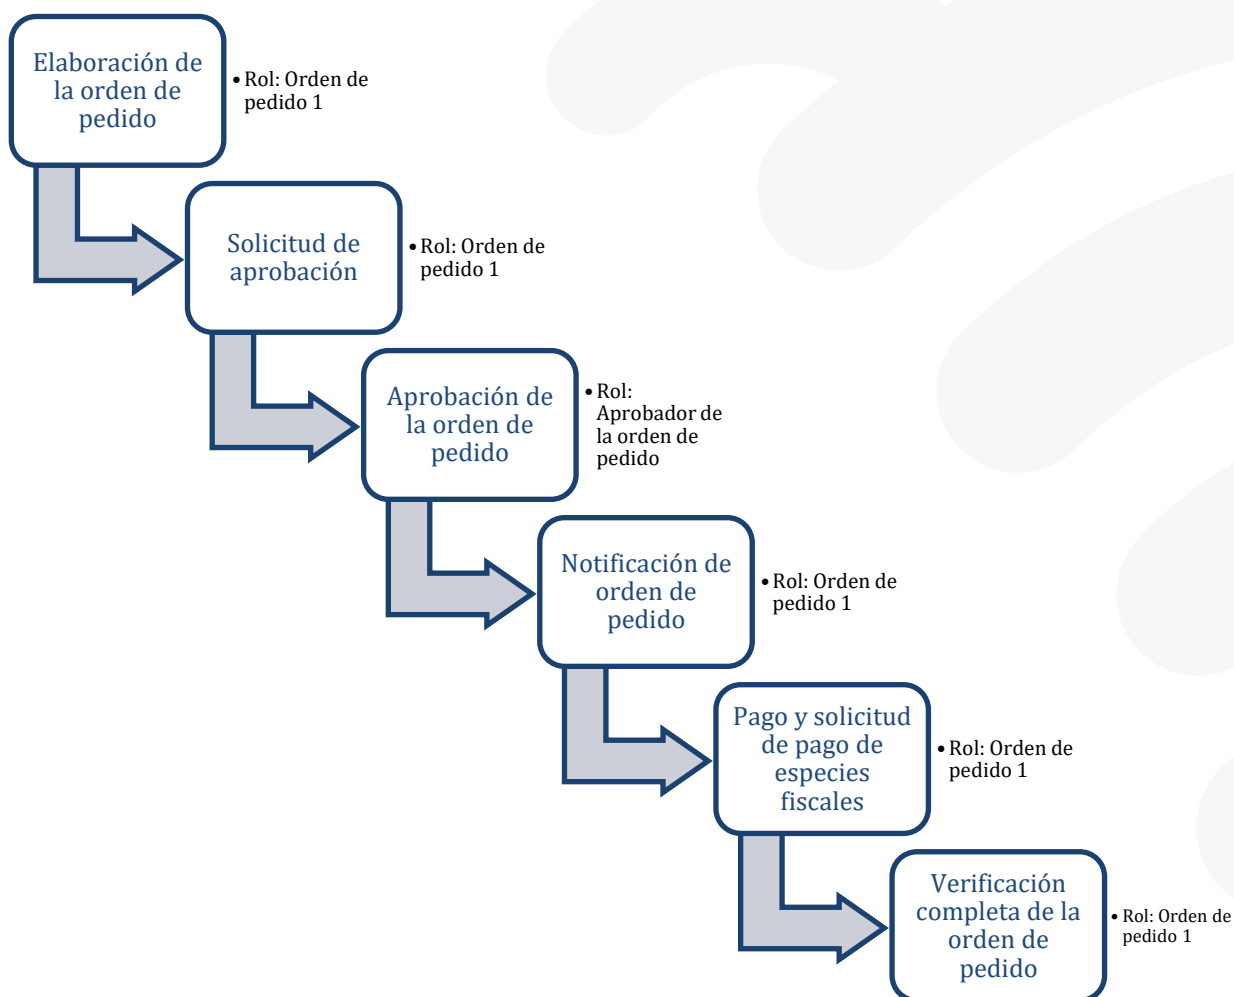 Elaboración de
la orden de
pedido
• Rol: Orden de
pedido 1
Solicitud de
aprobación
• Rol: Orden de
pedido 1
Aprobación de
la orden de
pedido
• Rol:
Aprobador de
la orden de
pedido
Notificación de
orden de
pedido
• Rol: Orden de
pedido 1
Pago y solicitud
de pago de
especies
fiscales
• Rol: Orden de
pedido 1
Verificación
completa de la
orden de
pedido
• Rol: Orden de
pedido 1